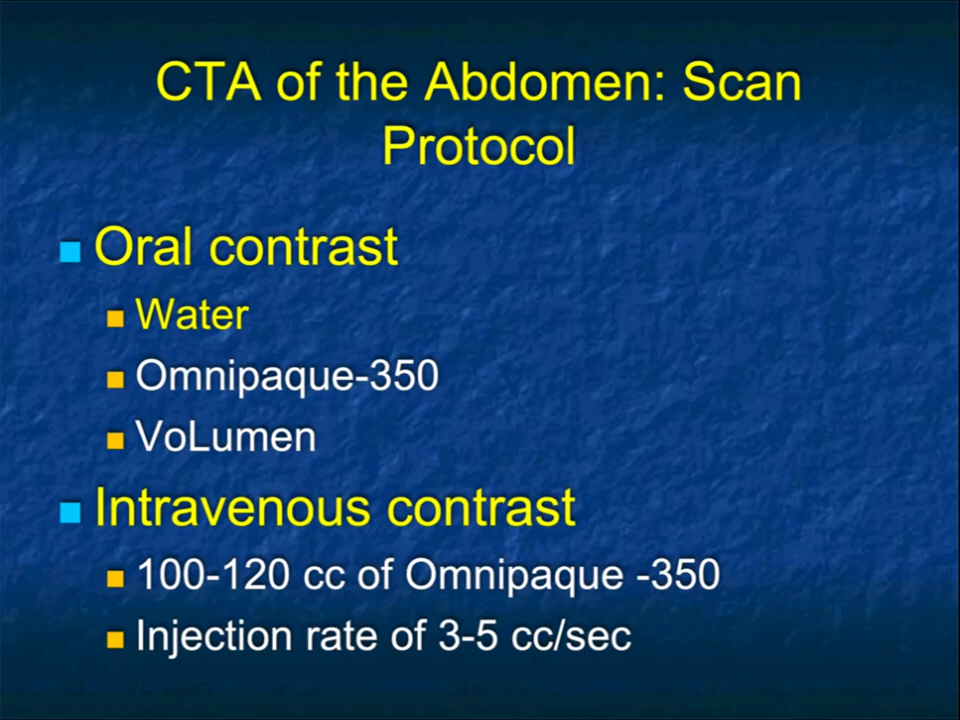 CTA of the Abdomen: Scan
Protocol
Oral contrast
Water
Omnipaque-350
VoLumen
Intravenous contrast
100-120 cc of Omnipaque -350
Injection rate of 3-5 cc/sec